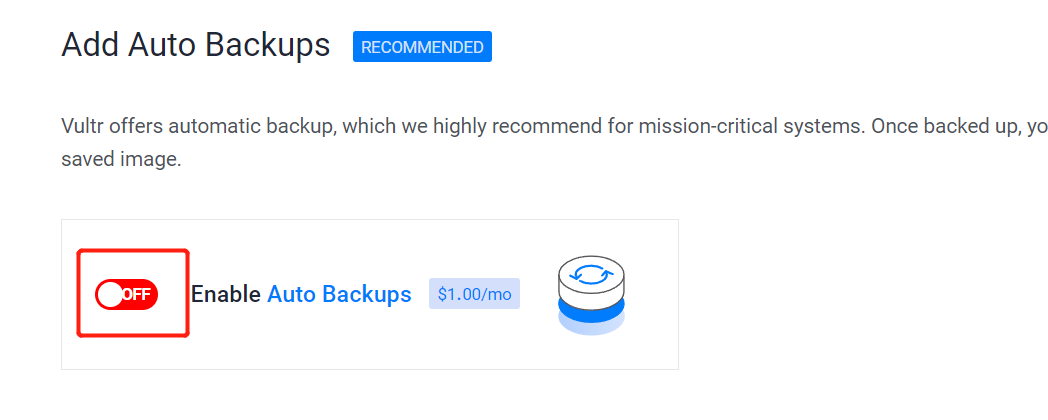 Add Auto Backups RECOMMENDED
Vultr offers automatic backup, which we highly recommend for mission-critical systems. Once backed up, yo
saved image.
OFF Enable Auto Backups $1.00/mo